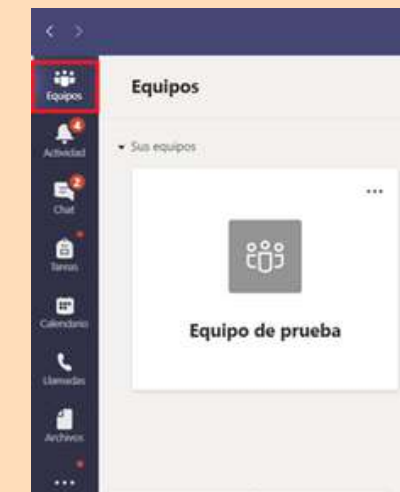 Equipos
Equipos
4
Actividad
Sus equipos
2
Chat
Tareas
Calendario
Equipo de prueba
Llamadas
Archivos